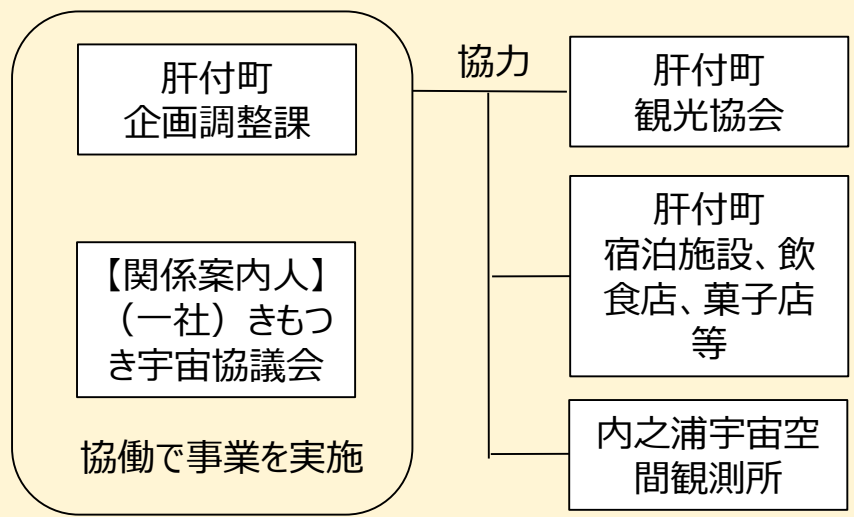 肝付町
企画調整課
【関係案内人】
（一社）きもつ
き宇宙協議会
協働で事業を実施
協力
肝付町
観光協会
肝付町
宿泊施設、飲
食店、菓子店
等
内之浦宇宙空
間観測所